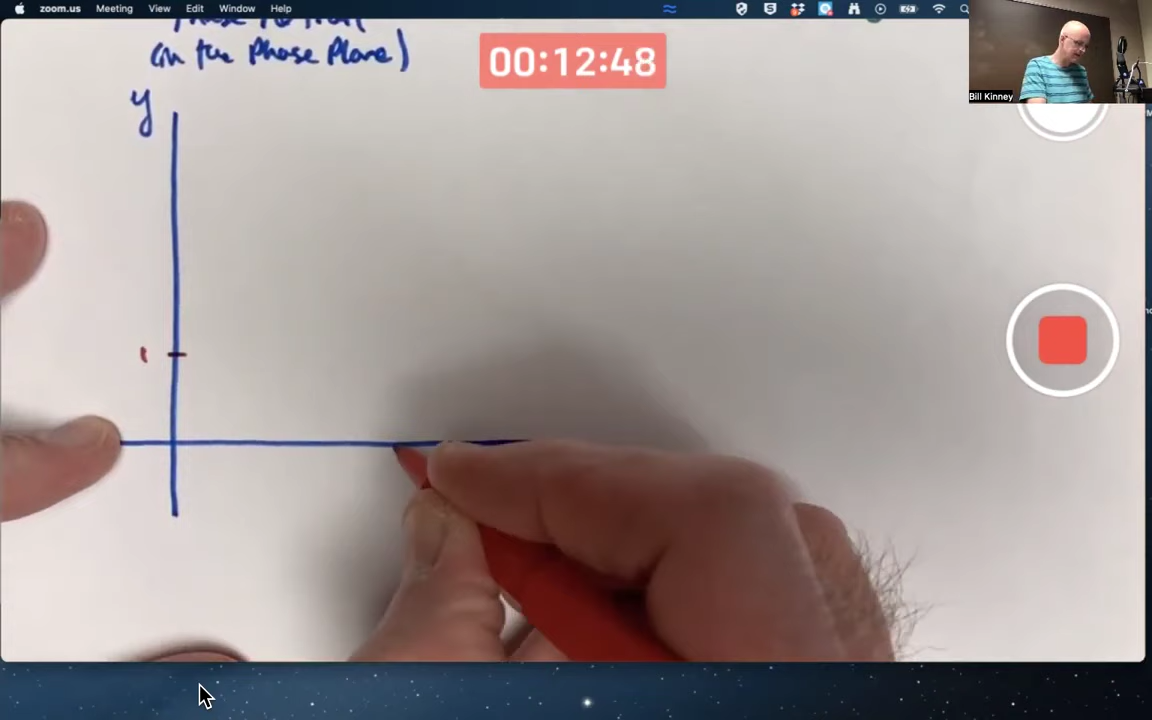 zoom.us Meeting View Edit Window Help
(in the Phase Plane)
00:12:48
Bill Kinney
y
1